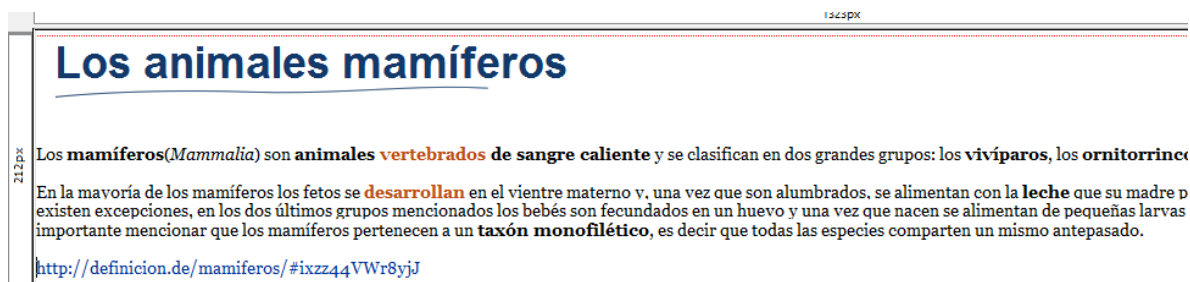 1323px
Los animales mamíferos
212px
Los mamíferos(Mammalia) son animales vertebrados de sangre caliente y se clasifican en dos grandes grupos: los vivíparos, los ornitorrinco
En la mayoría de los mamíferos los fetos se desarrollan en el vientre materno y, una vez que son alumbrados, se alimentan con la leche que su madre p
existen excepciones, en los dos últimos grupos mencionados los bebés son fecundados en un huevo y una vez que nacen se alimentan de pequeñas larvas
importante mencionar que los mamíferos pertenecen a un taxón monofilético, es decir que todas las especies comparten un mismo antepasado.
http://definicion.de/mamiferos/#ixzz44VWr8yjJ